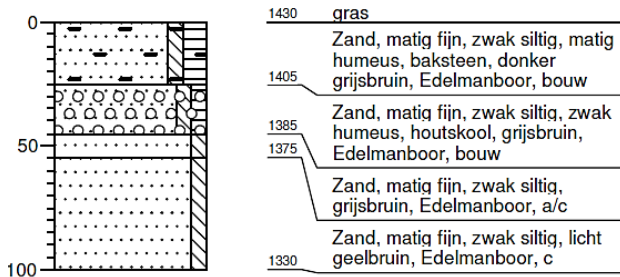 0
50
100
1430 gras
Zand, matig fijn, zwak siltig, matig
humeus, baksteen, donker
1405 grijsbruin, Edelmanboor, bouw
Zand, matig fijn, zwak siltig, zwak
1385 humeus, houtskool, grijsbruin,
1375 Edelmanboor, bouw
Zand, matig fijn, zwak siltig,
grijsbruin, Edelmanboor, a/c
Zand, matig fijn, zwak siltig, licht
1330 geelbruin, Edelmanboor, c